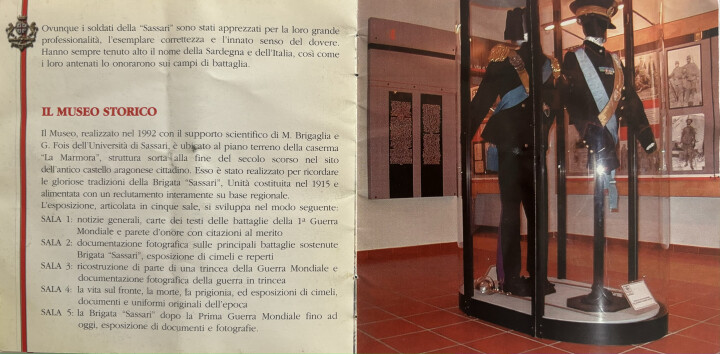 Ovunque i soldati della "Sassari" sono stati apprezzati per la loro grande
professionalità, l'esemplare correttezza e l'innato senso del dovere.
Hanno sempre tenuto alto il nome della Sardegna e dell'Italia, così come
i loro antenati lo onorarono sui campi di battaglia.
IL MUSEO STORICO
Il Museo, realizzato nel 1992 con il supporto scientifico di M. Brigaglia e
G. Fois dell'Università di Sassari, è ubicato al piano terreno della caserma
"La Marmora", struttura sorta alla fine del secolo scorso nel sito
dell'antico castello aragonese cittadino. Esso è stato realizzato per ricordare
le gloriose tradizioni della Brigata "Sassari", Unità costituita nel 1915 e
alimentata con un reclutamento interamente su base regionale.
L'esposizione, articolata in cinque sale, si sviluppa nel modo seguente:
SALA 1: notizie generali, carte dei testi delle battaglie della 1ª Guerra
Mondiale e parete d'onore con citazioni al merito
SALA 2: documentazione fotografica sulle principali battaglie sostenute
Brigata "Sassari", esposizione di cimeli e reperti
SALA 3: ricostruzione di parte di una trincea della Guerra Mondiale e
documentazione fotografica della guerra in trincea
SALA 4: la vita sul fronte, la morte, la prigionia, ed esposizioni di cimeli,
documenti e uniformi originali dell'epoca
SALA 5: la Brigata "Sassari" dopo la Prima Guerra Mondiale fino ad
oggi, esposizione di documenti e fotografie.